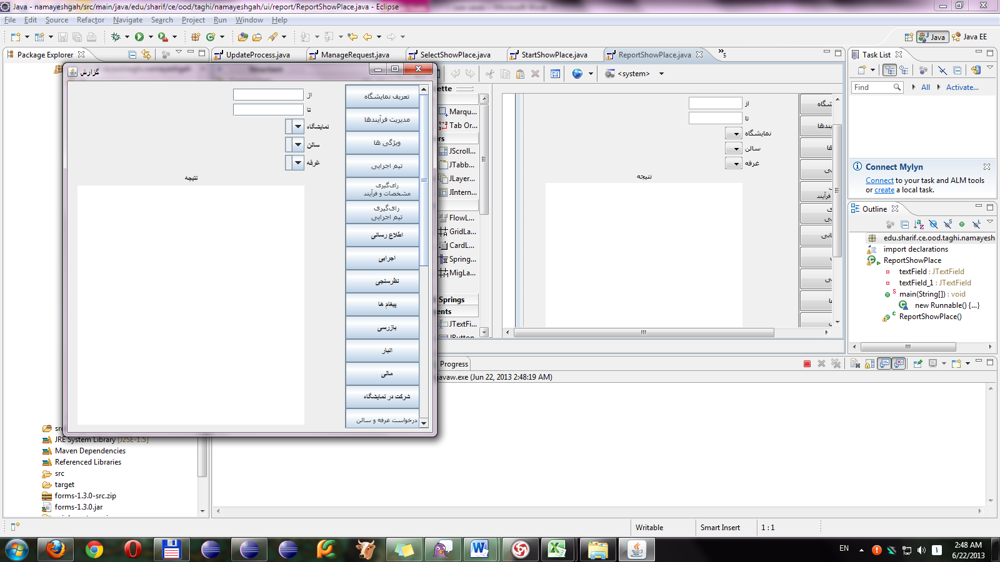 Java - namayeshgah/src/main/java/edu/sharif/ce/ood/taghi/namayeshgah/ui/report/ReportShowPlace.java - Eclipse
File Edit Source Refactor Navigate Search Project Run Window Help
Java
Java EE
Package Explorer
UpdateProcess.java
ManageRequest.java
SelectShowPlace.java
StartShowPlace.java
ReportShowPlace.java
5
Task List
گزارش
<system>
Find
All
Activate...
از
تا
نمایشگاه
سالن
غرفه
نتیجه
تعریف نمایشگاه
مدیریت فرآیندها
ویژگی ها
تیم اجرایی
رای‌گیری
مشخصات و فرآیند
رای‌گیری
تیم اجرایی
اطلاع رسانی
اجرایی
نظرسنجی
پیغام ها
بازرسی
انبار
مالی
شرکت در نمایشگاه
درخواست غرفه و سالن
ette
Marqu...
Tab Or...
ers
JScroll...
JTabb...
JLayer...
JIntern...
FlowL...
GridLa...
CardL...
Spring...
MigLa...
Springs
ents
JTextFi...
JButton
از
تا
نمایشگاه
سالن
غرفه
نتیجه
شگاه
یندها
ها
یی
فرآیند
ی
یی
انی
ی
ی
ها
Connect Mylyn
Connect to your task and ALM tools
or create a local task.
Outline
edu.sharif.ce.ood.taghi.namayesh
import declarations
ReportShowPlace
textField : JTextField
textField_1 : JTextField
main(String[]) : void
new Runnable() {...}
ReportShowPlace()
Progress
javaw.exe (Jun 22, 2013 2:48:19 AM)
src
JRE System Library [J2SE-1.5]
Maven Dependencies
Referenced Libraries
src
target
forms-1.3.0-src.zip
forms-1.3.0.jar
Writable
Smart Insert
1 : 1
EN
2:48 AM
6/22/2013